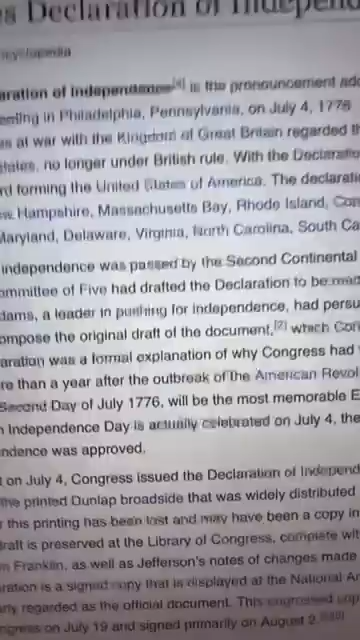 s Declaration of Independ
ncyclopedia
aration of Independence[a] is the pronouncement ado
eeting in Philadelphia, Pennsylvania, on July 4, 1776
as at war with the Kingdom of Great Britain regarded th
states, no longer under British rule. With the Declaratio
rd forming the United States of America. The declarati
ew Hampshire, Massachusetts Bay, Rhode Island, Con
Maryland, Delaware, Virginia, North Carolina, South Ca
independence was passed by the Second Continental
ommittee of Five had drafted the Declaration to be read
dams, a leader in pushing for independence, had persu
ompose the original draft of the document,[2] which Con
aration was a formal explanation of why Congress had
re than a year after the outbreak of the American Revol
Second Day of July 1776, will be the most memorable E
n Independence Day is actually celebrated on July 4, the
endence was approved.
t on July 4, Congress issued the Declaration of Independ
the printed Dunlap broadside that was widely distributed
r this printing has been lost and may have been a copy in
draft is preserved at the Library of Congress, complete wit
n Franklin, as well as Jefferson's notes of changes made
aration is a signed copy that is displayed at the National Ar
arly regarded as the official document. This engrossed cop
ngress on July 19 and signed primarily on August 2.